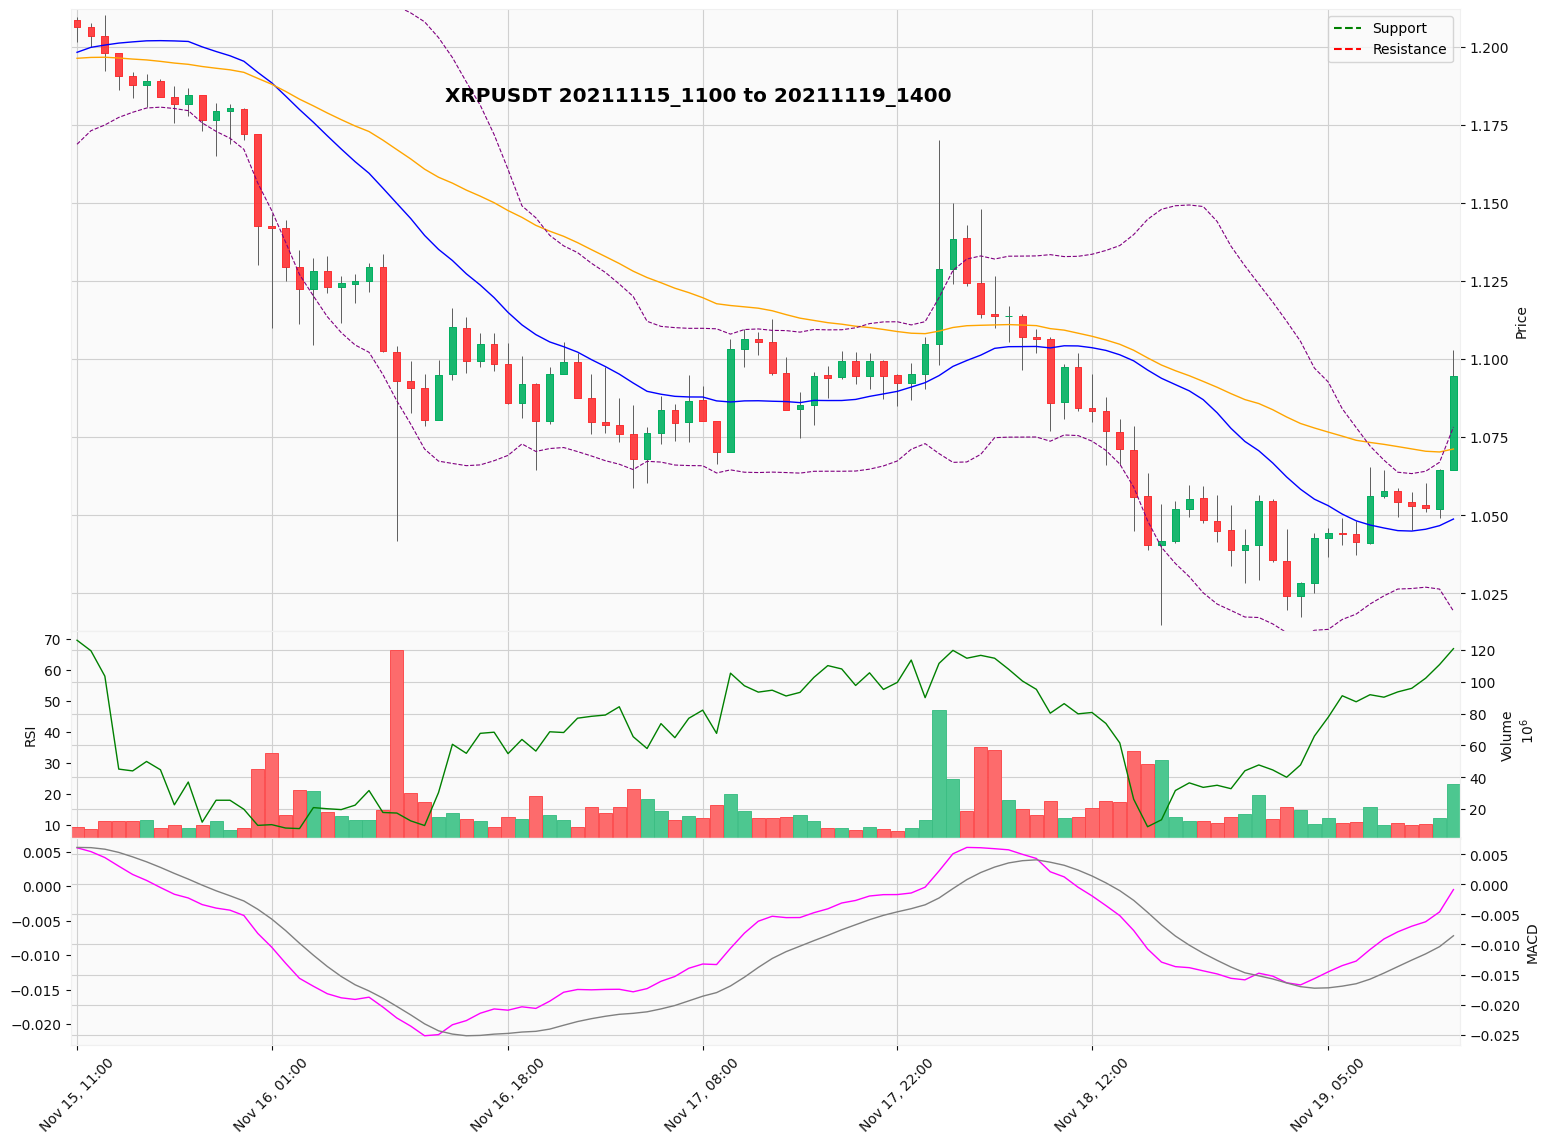 Support
Resistance
XRPUSDT 20211115_1100 to 20211119_1400
1.200
1.175
1.150
1.125
1.100
1.075
1.050
1.025
Price
70
60
50
40
30
20
10
RSI
120
100
80
60
40
20
Volume
10⁶
0.005
0.000
−0.005
−0.010
−0.015
−0.020
0.005
0.000
−0.005
−0.010
−0.015
−0.020
−0.025
MACD
Nov 15, 11:00
Nov 16, 01:00
Nov 16, 18:00
Nov 17, 08:00
Nov 17, 22:00
Nov 18, 12:00
Nov 19, 05:00